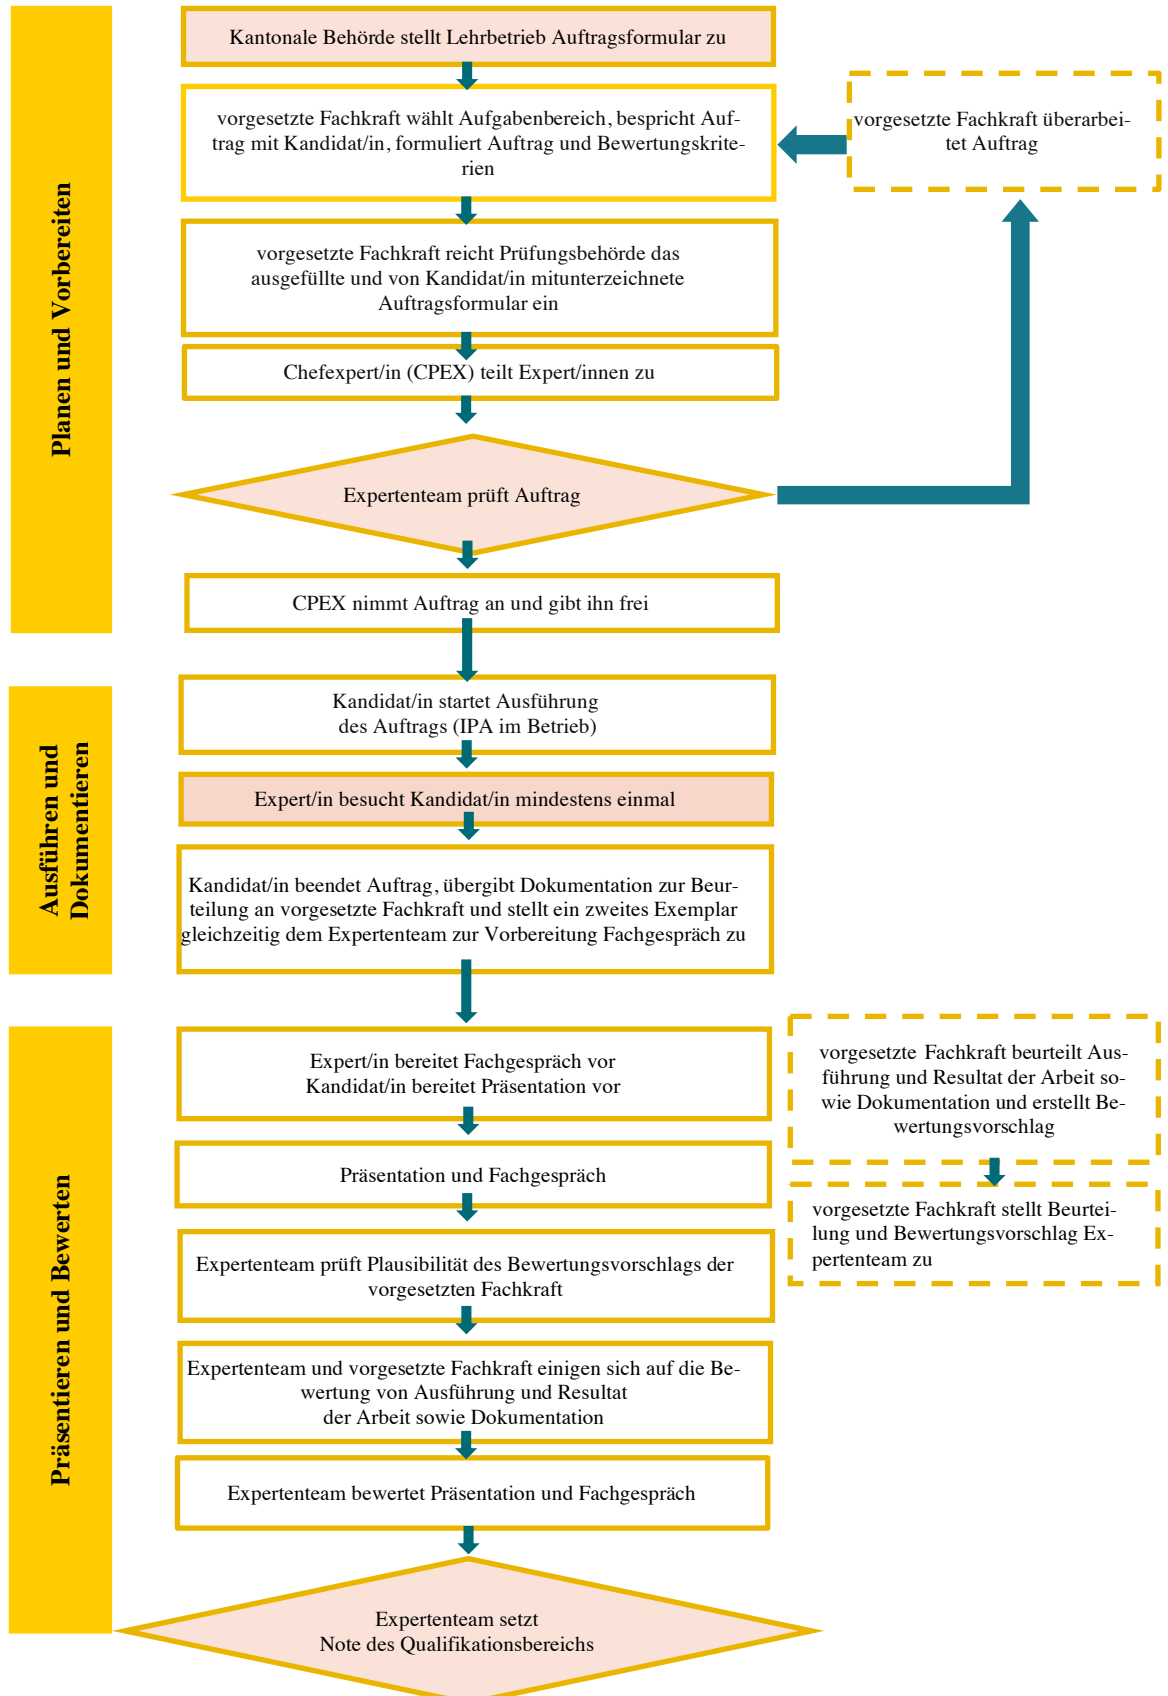 Planen und Vorbereiten
Kantonale Behörde stellt Lehrbetrieb Auftragsformular zu
vorgesetzte Fachkraft wählt Aufgabenbereich, bespricht Auf-
trag mit Kandidat/in, formuliert Auftrag und Bewertungskrite-
rien
vorgesetzte Fachkraft überarbei-
tet Auftrag
vorgesetzte Fachkraft reicht Prüfungsbehörde das
ausgefüllte und von Kandidat/in mitunterzeichnete
Auftragsformular ein
Chefexpert/in (CPEX) teilt Expert/innen zu
Expertenteam prüft Auftrag
CPEX nimmt Auftrag an und gibt ihn frei
Ausführen und
Dokumentieren
Kandidat/in startet Ausführung
des Auftrags (IPA im Betrieb)
Expert/in besucht Kandidat/in mindestens einmal
Kandidat/in beendet Auftrag, übergibt Dokumentation zur Beur-
teilung an vorgesetzte Fachkraft und stellt ein zweites Exemplar
gleichzeitig dem Expertenteam zur Vorbereitung Fachgespräch zu
Präsentieren und Bewerten
Expert/in bereitet Fachgespräch vor
Kandidat/in bereitet Präsentation vor
vorgesetzte Fachkraft beurteilt Aus-
führung und Resultat der Arbeit so-
wie Dokumentation und erstellt Be-
wertungsvorschlag
Präsentation und Fachgespräch
vorgesetzte Fachkraft stellt Beurtei-
lung und Bewertungsvorschlag Ex-
pertenteam zu
Expertenteam prüft Plausibilität des Bewertungsvorschlags der
vorgesetzten Fachkraft
Expertenteam und vorgesetzte Fachkraft einigen sich auf die Be-
wertung von Ausführung und Resultat
der Arbeit sowie Dokumentation
Expertenteam bewertet Präsentation und Fachgespräch
Expertenteam setzt
Note des Qualifikationsbereichs